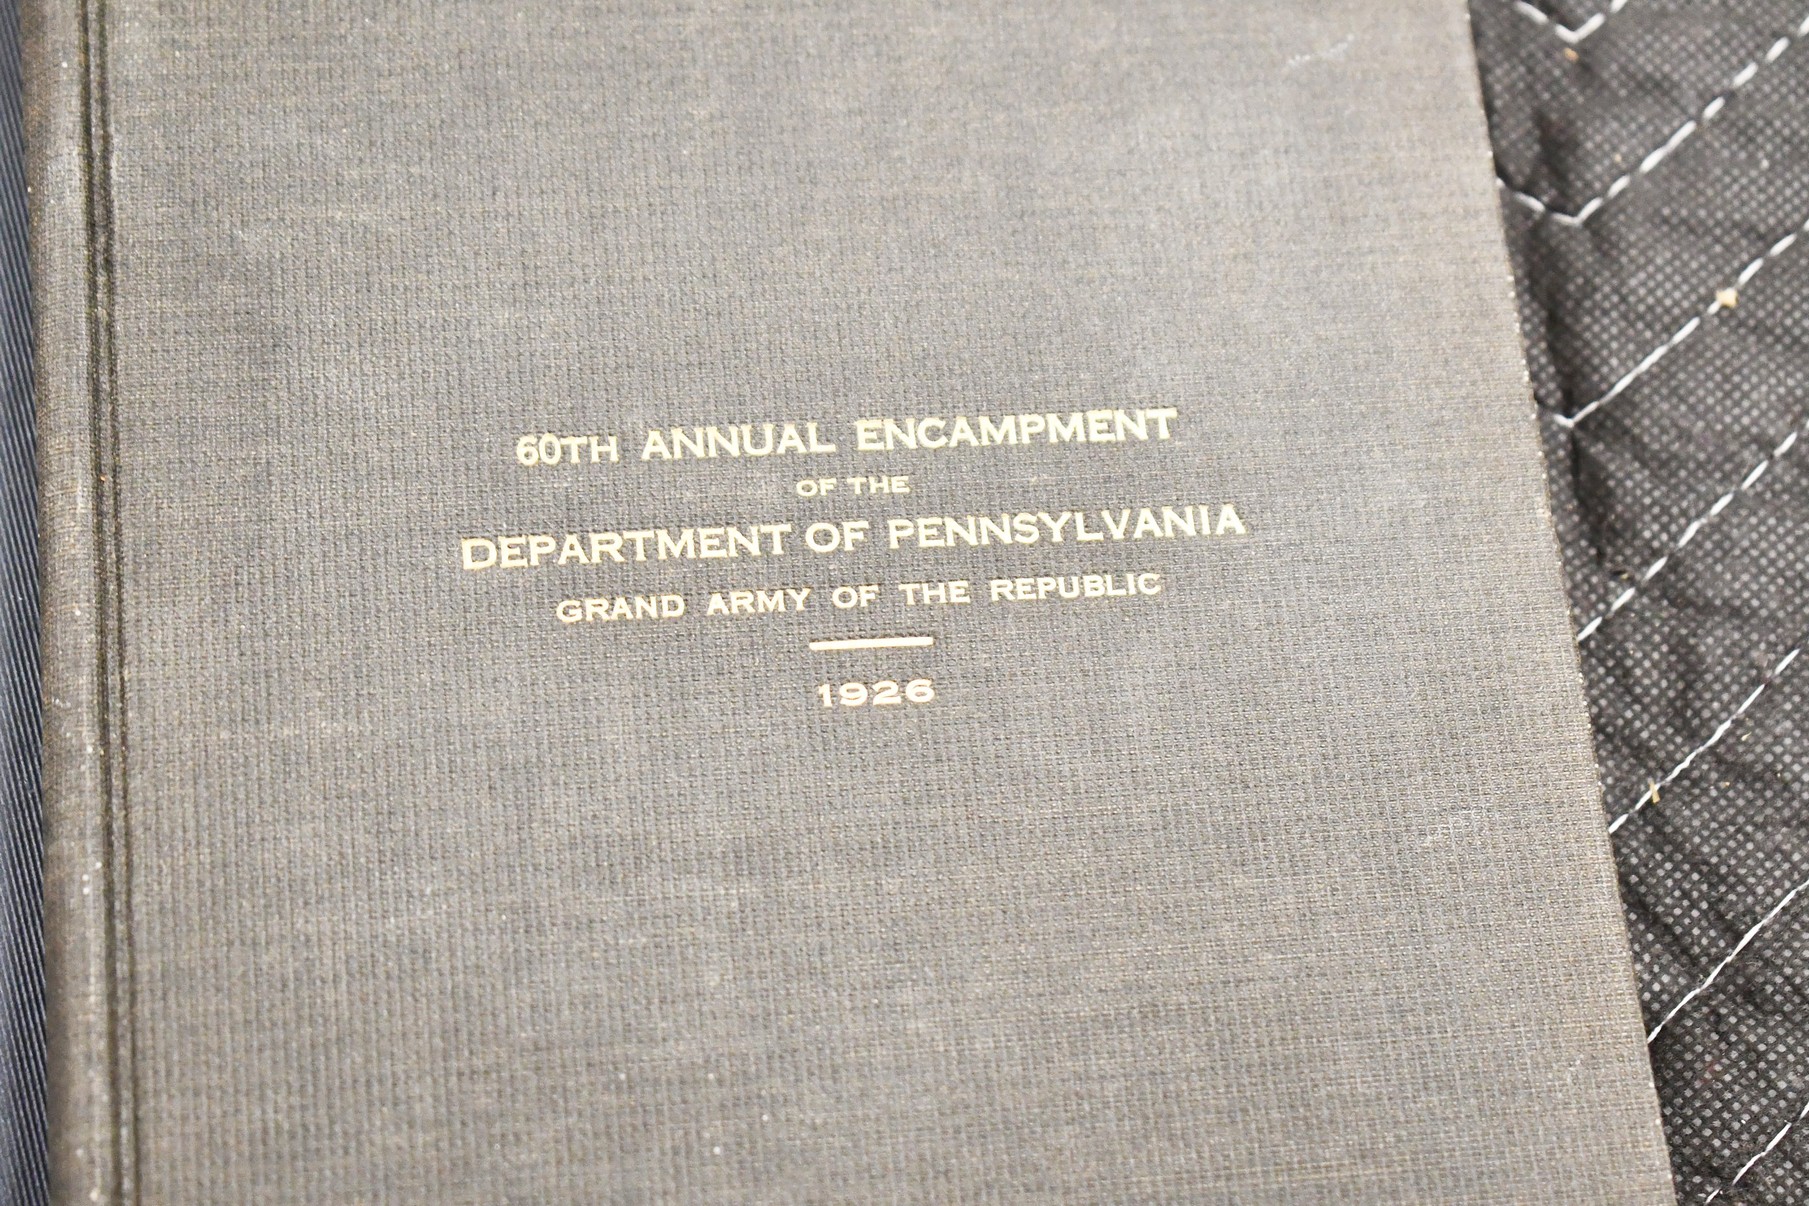 60TH ANNUAL ENCAMPMENT
OF THE
DEPARTMENT OF PENNSYLVANIA
GRAND ARMY OF THE REPUBLIC
1926